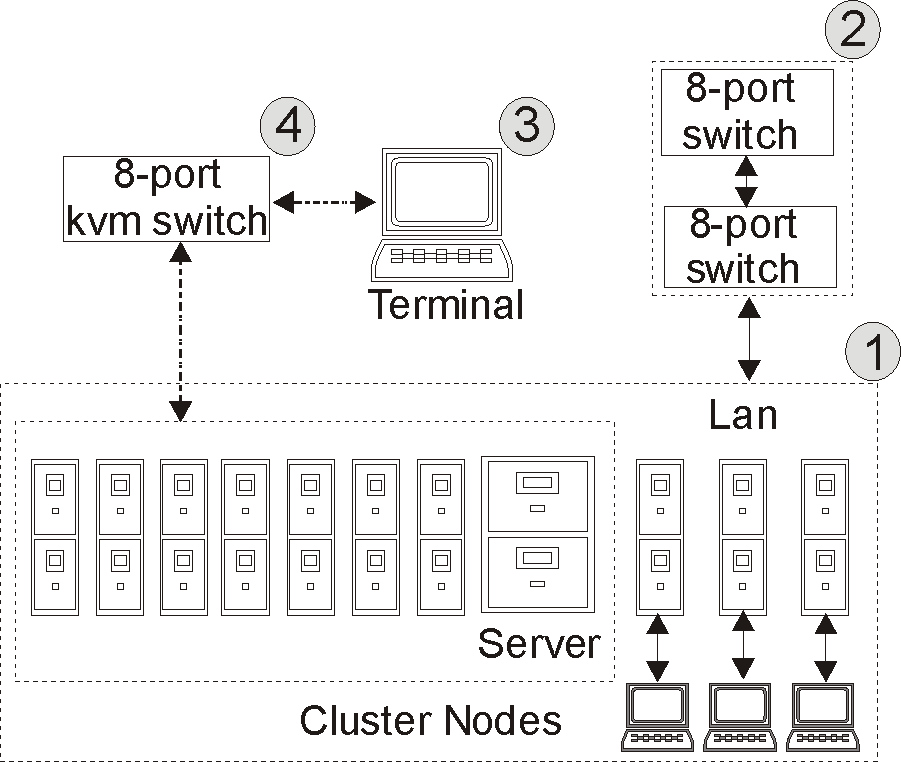 2
8-port
switch
8-port
switch
4
3
8-port
kvm switch
Terminal
1
Lan
Server
Cluster Nodes